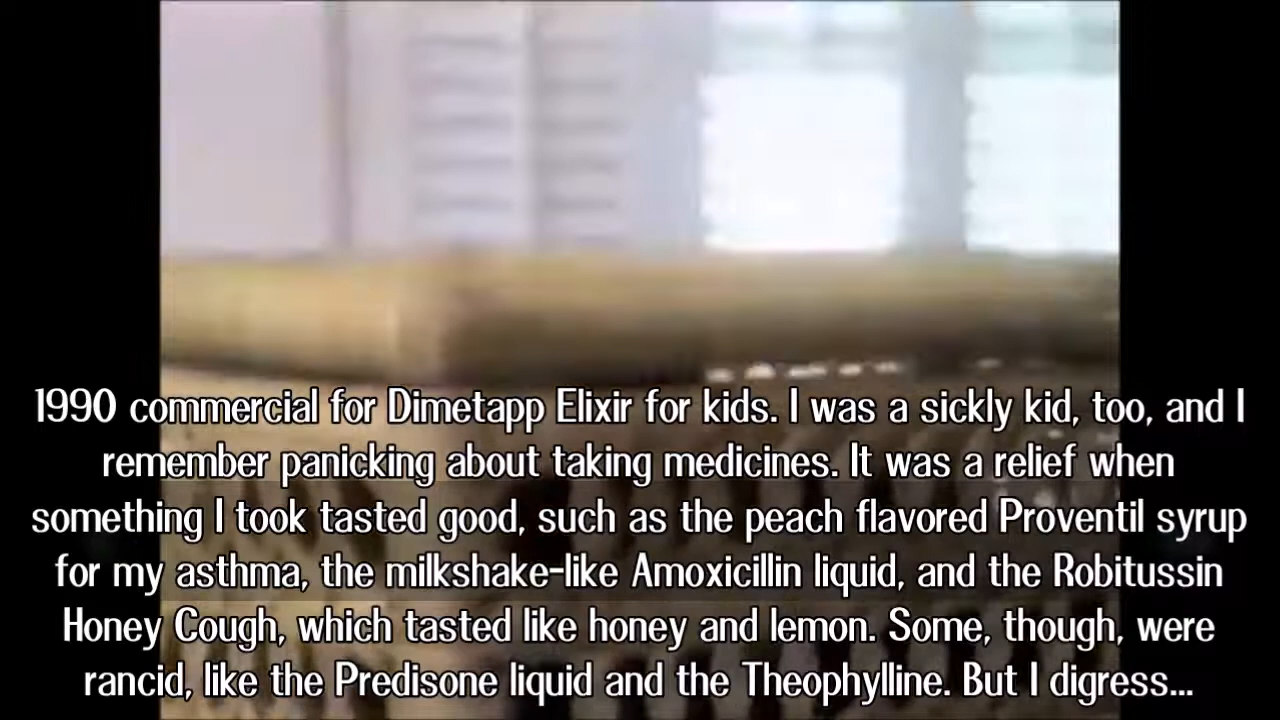 1990 commercial for Dimetapp Elixir for kids. I was a sickly kid, too, and I
remember panicking about taking medicines. It was a relief when
something I took tasted good, such as the peach flavored Proventil syrup
for my asthma, the milkshake-like Amoxicillin liquid, and the Robitussin
Honey Cough, which tasted like honey and lemon. Some, though, were
rancid, like the Predisone liquid and the Theophylline. But I digress...